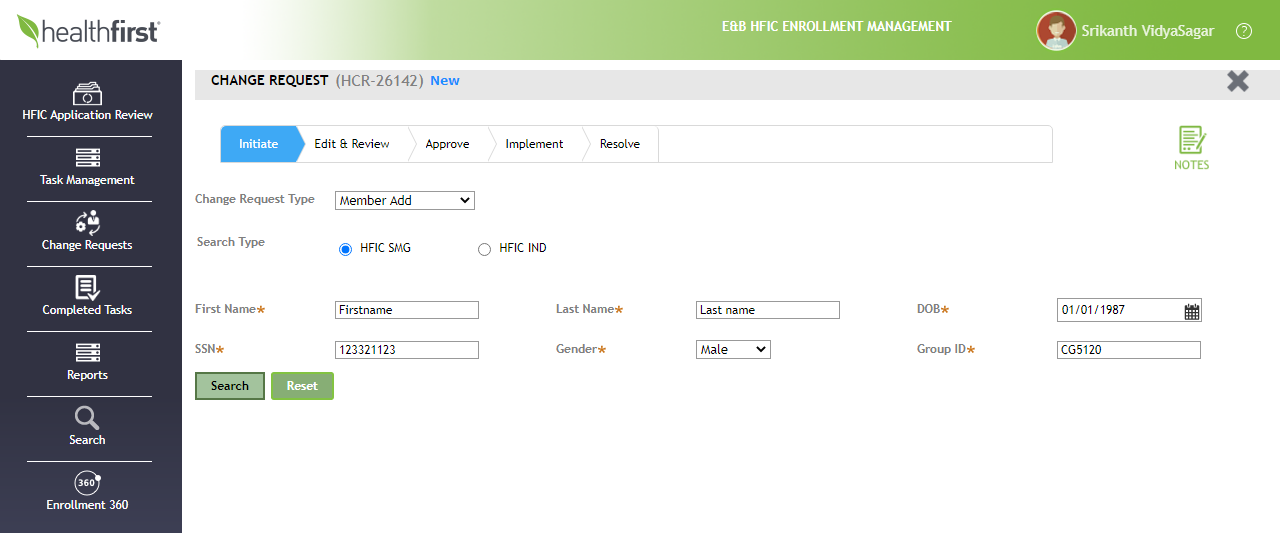 healthfirst
E&B HFIC ENROLLMENT MANAGEMENT
Srikanth VidyaSagar
?
HFIC Application Review
Task Management
Change Requests
Completed Tasks
Reports
Search
360
Enrollment 360
CHANGE REQUEST (HCR-26142) New
Initiate Edit & Review Approve Implement Resolve
NOTES
Change Request Type Member Add
Search Type HFIC SMG HFIC IND
First Name* Firstname Last Name* Last name DOB* 01/01/1987
SSN* 123321123 Gender* Male Group ID* CG5120
Search Reset